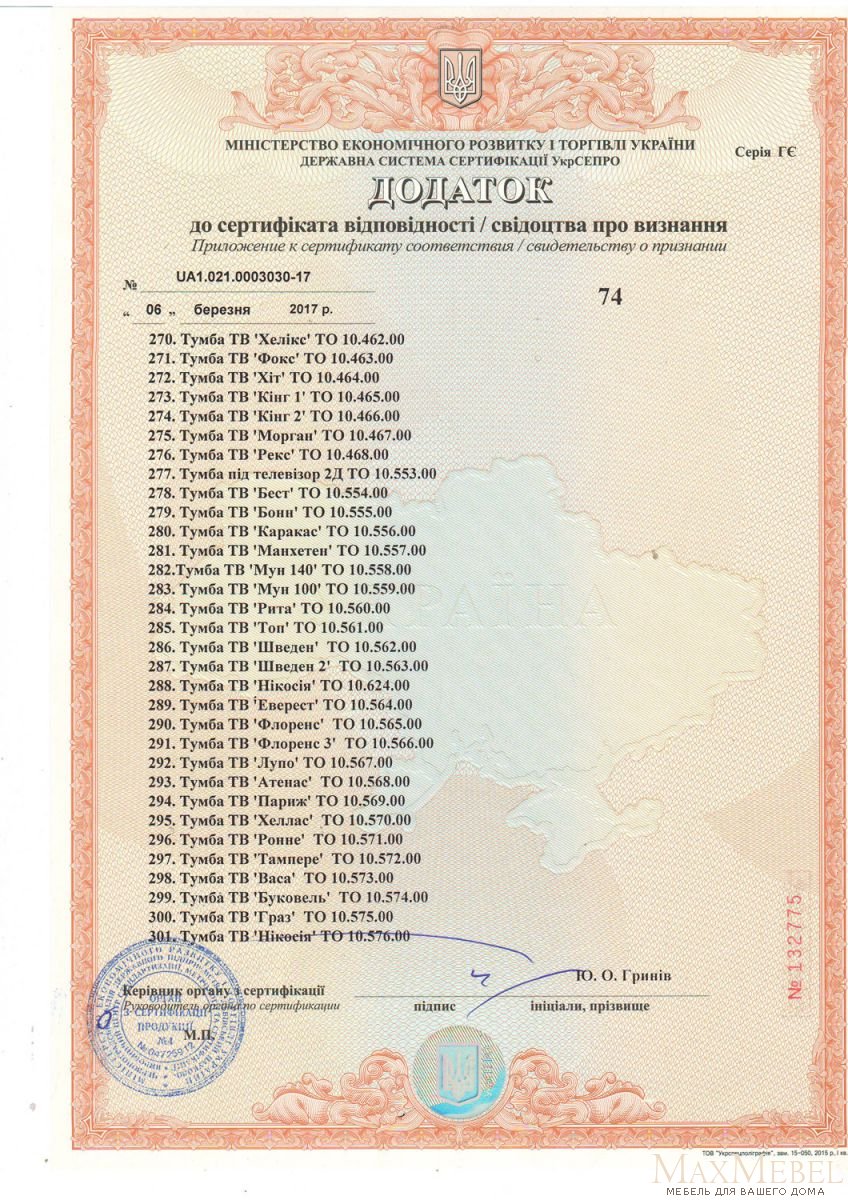 МІНІСТЕРСТВО ЕКОНОМІЧНОГО РОЗВИТКУ І ТОРГІВЛІ УКРАЇНИ
ДЕРЖАВНА СИСТЕМА СЕРТИФІКАЦІЇ УкрСЕПРО
Серія ГЄ
ДОДАТОК
до сертифіката відповідності / свідоцтва про визнання
Приложение к сертификату соответствия / свидетельству о признании
№ UA1.021.0003030-17
74
„ 06 „ березня 2017 р.
270. Тумба ТВ 'Хелікс' ТО 10.462.00
271. Тумба ТВ 'Фокс' ТО 10.463.00
272. Тумба ТВ 'Хіт' ТО 10.464.00
273. Тумба ТВ 'Кінг 1' ТО 10.465.00
274. Тумба ТВ 'Кінг 2' ТО 10.466.00
275. Тумба ТВ 'Морган' ТО 10.467.00
276. Тумба ТВ 'Рекс' ТО 10.468.00
277. Тумба під телевізор 2Д ТО 10.553.00
278. Тумба ТВ 'Бест' ТО 10.554.00
279. Тумба ТВ 'Бонн' ТО 10.555.00
280. Тумба ТВ 'Каракас' ТО 10.556.00
281. Тумба ТВ 'Манхетен' ТО 10.557.00
282.Тумба ТВ 'Мун 140' ТО 10.558.00
283. Тумба ТВ 'Мун 100' ТО 10.559.00
284. Тумба ТВ 'Рита' ТО 10.560.00
285. Тумба ТВ 'Топ' ТО 10.561.00
286. Тумба ТВ 'Шведен' ТО 10.562.00
287. Тумба ТВ 'Шведен 2' ТО 10.563.00
288. Тумба ТВ 'Нікосія' ТО 10.624.00
289. Тумба ТВ 'Еверест' ТО 10.564.00
290. Тумба ТВ 'Флоренс' ТО 10.565.00
291. Тумба ТВ 'Флоренс 3' ТО 10.566.00
292. Тумба ТВ 'Лупо' ТО 10.567.00
293. Тумба ТВ 'Атенас' ТО 10.568.00
294. Тумба ТВ 'Париж' ТО 10.569.00
295. Тумба ТВ 'Хеллас' ТО 10.570.00
296. Тумба ТВ 'Ронне' ТО 10.571.00
297. Тумба ТВ 'Тампере' ТО 10.572.00
298. Тумба ТВ 'Васа' ТО 10.573.00
299. Тумба ТВ 'Буковель' ТО 10.574.00
300. Тумба ТВ 'Граз' ТО 10.575.00
301. Тумба ТВ 'Нікосія' ТО 10.576.00
УКРАЇНА
№ 132775
Ю. О. Гринів
Керівник органу з сертифікації
Руководитель органа по сертификации
підпис
ініціали, прізвище
ОРГАН
З СЕРТИФІКАЦІЇ
ПРОДУКЦІЇ
№1
М.П.
ТОВ "Укрспецполіграфія", зам. 15-050, 2015 р., І кв.
MAXMEBEL
МЕБЕЛЬ ДЛЯ ВАШЕГО ДОМА